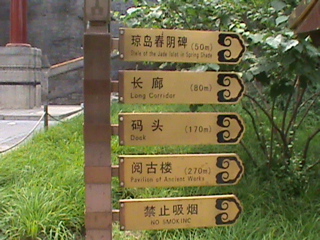 琼岛春阴碑 (50m)
Stele of the Jade Islet in Spring Shade
长廊 (80m)
Long Corridor
码头 (170m)
Dock
阅古楼 (270m)
Pavilion of Ancient Works
禁止吸烟
NO SMOKING